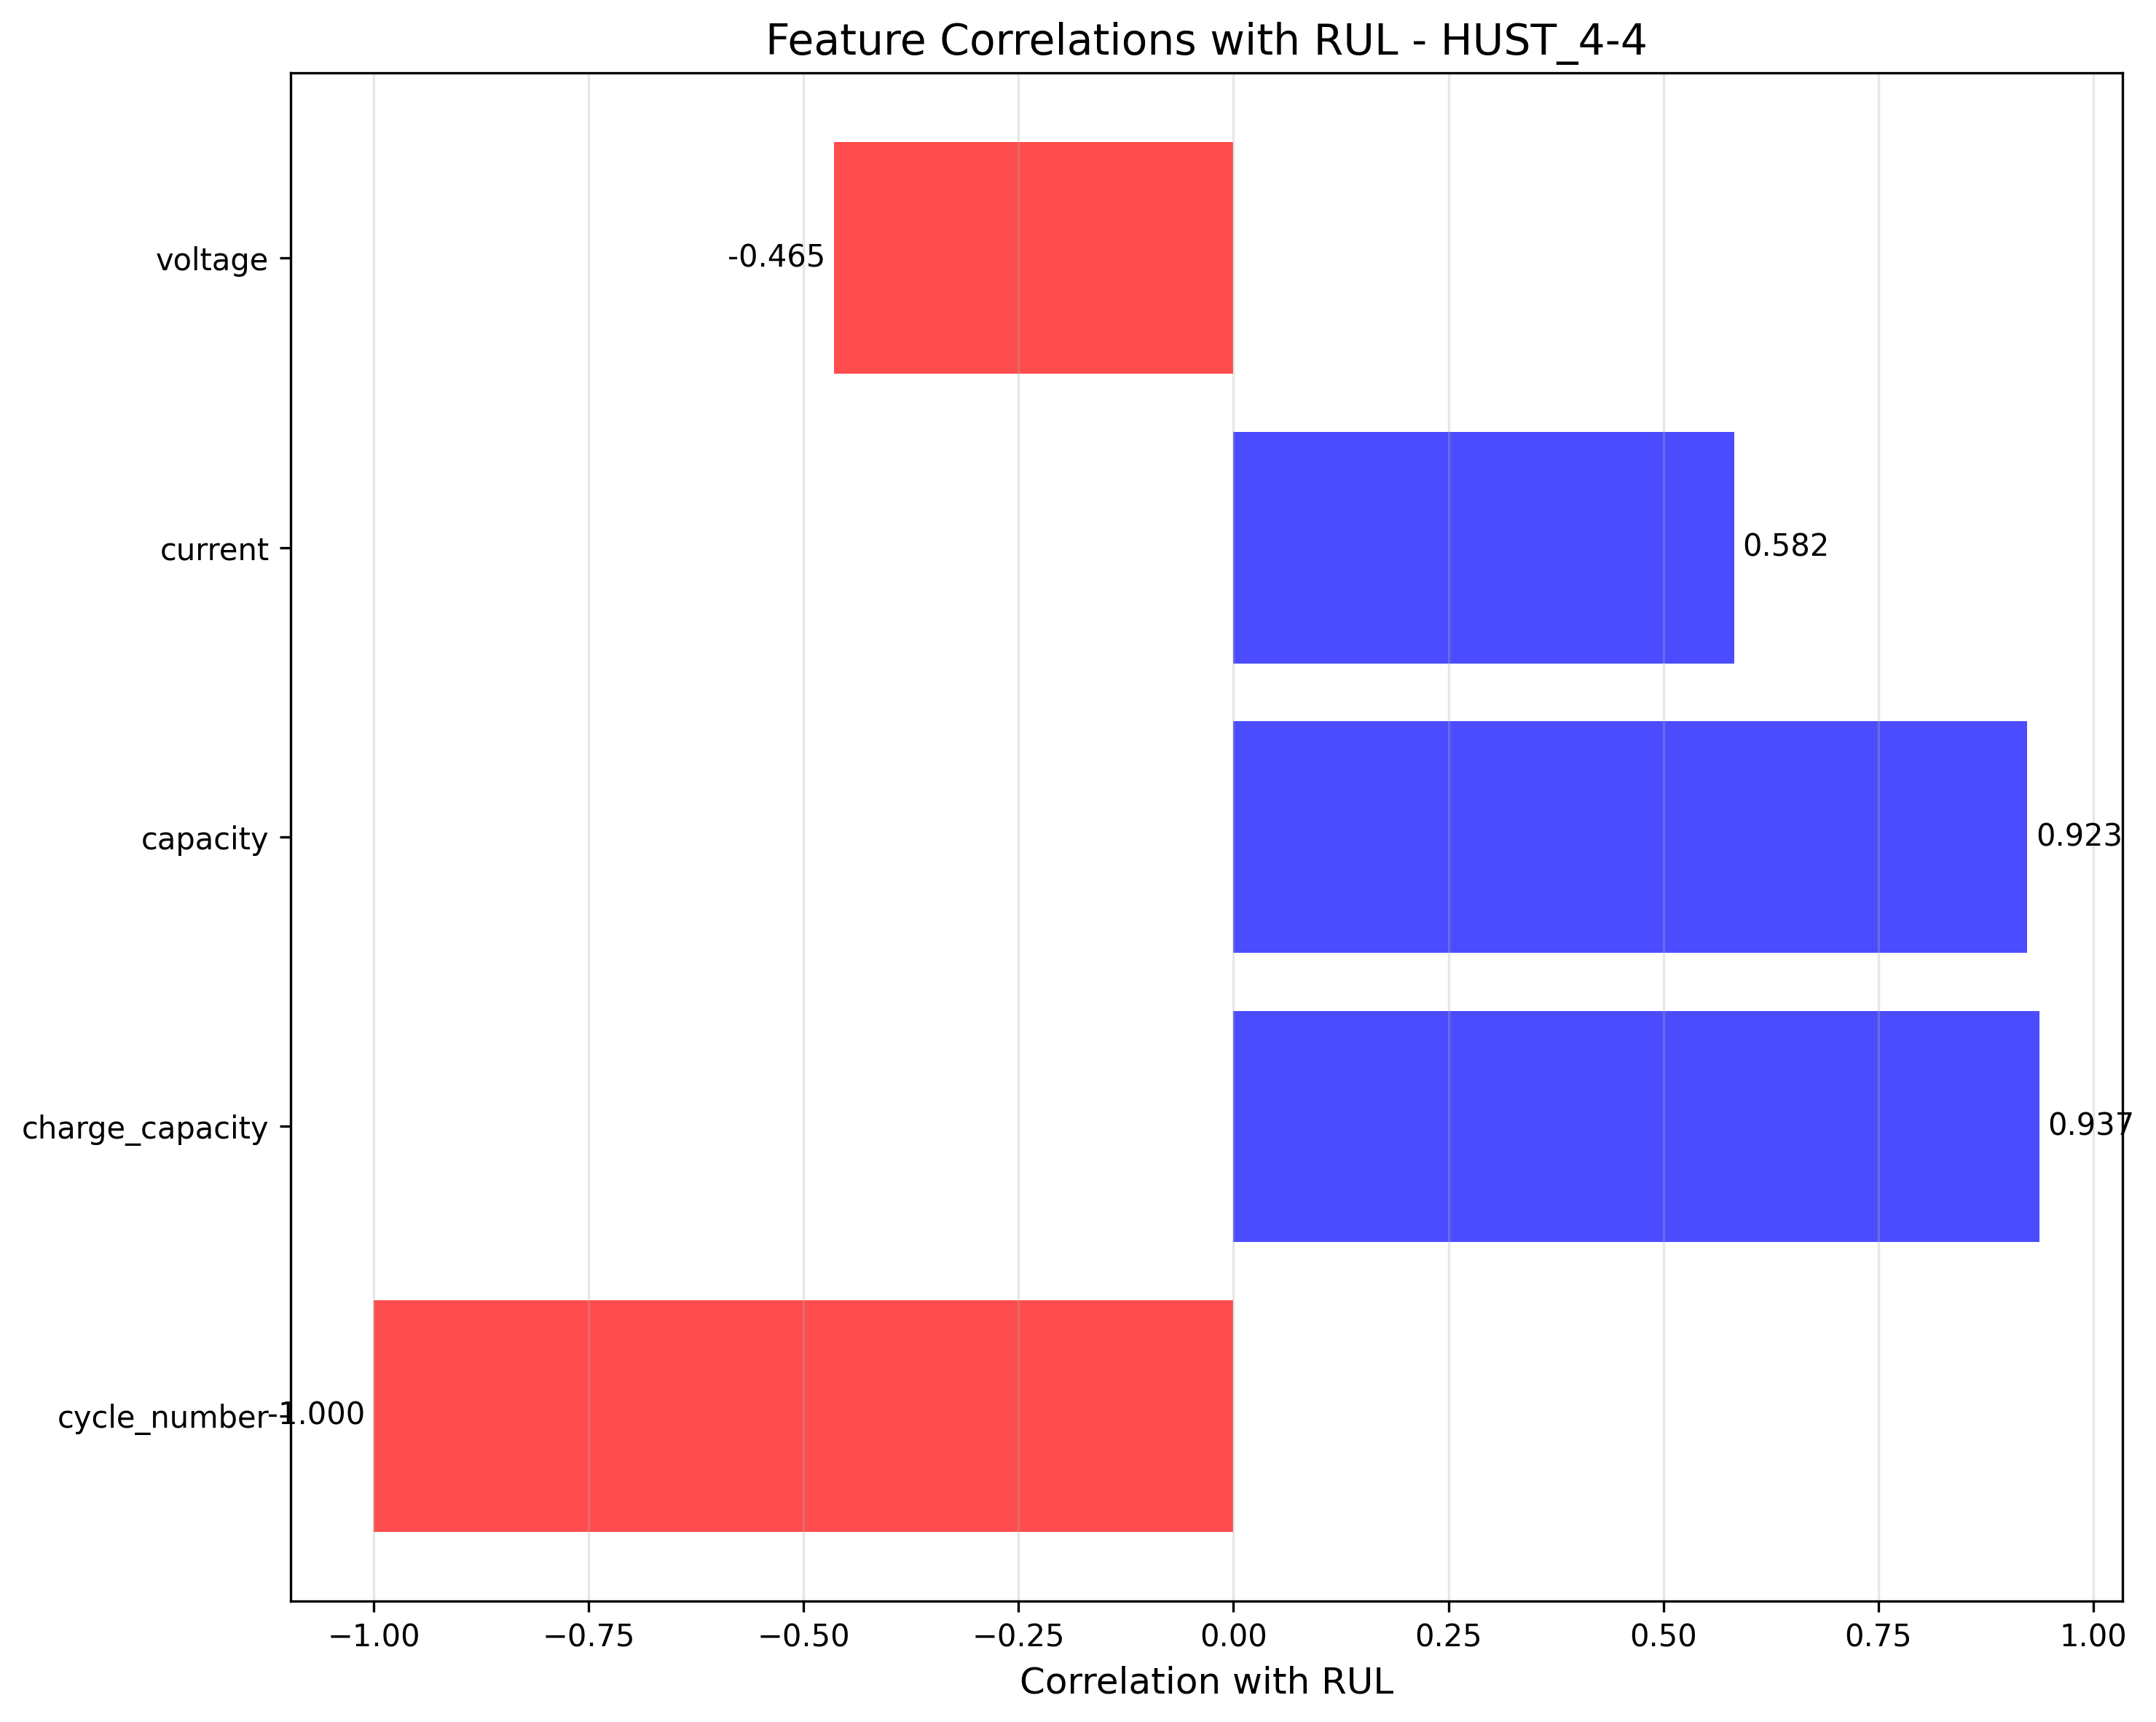 Feature Correlations with RUL - HUST_4-4
voltage
-0.465
current
0.582
capacity
0.923
charge_capacity
0.937
cycle_number
-1.000
−1.00 −0.75 −0.50 −0.25 0.00 0.25 0.50 0.75 1.00
Correlation with RUL